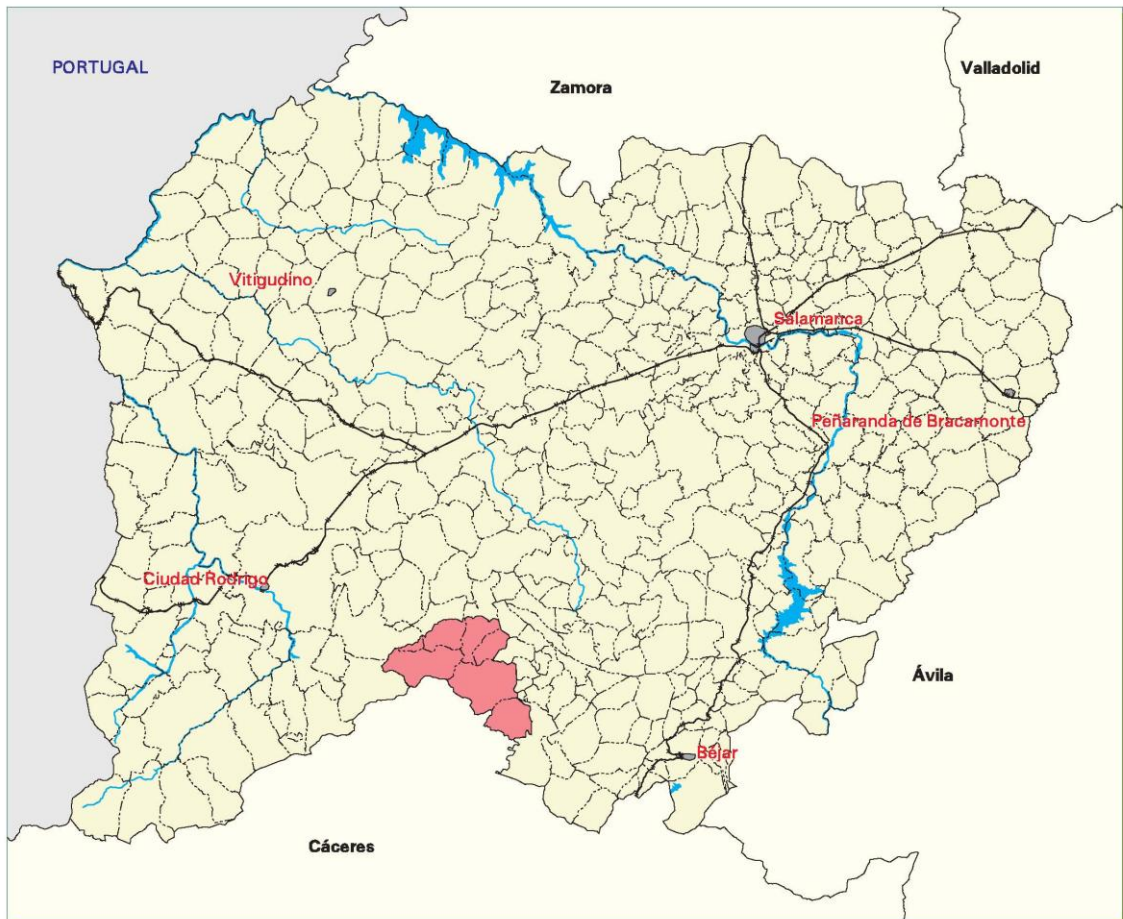 PORTUGAL
Zamora
Valladolid
Vitigudino
Salamanca
Peñaranda de Bracamonte
Ciudad Rodrigo
Ávila
Béjar
Cáceres